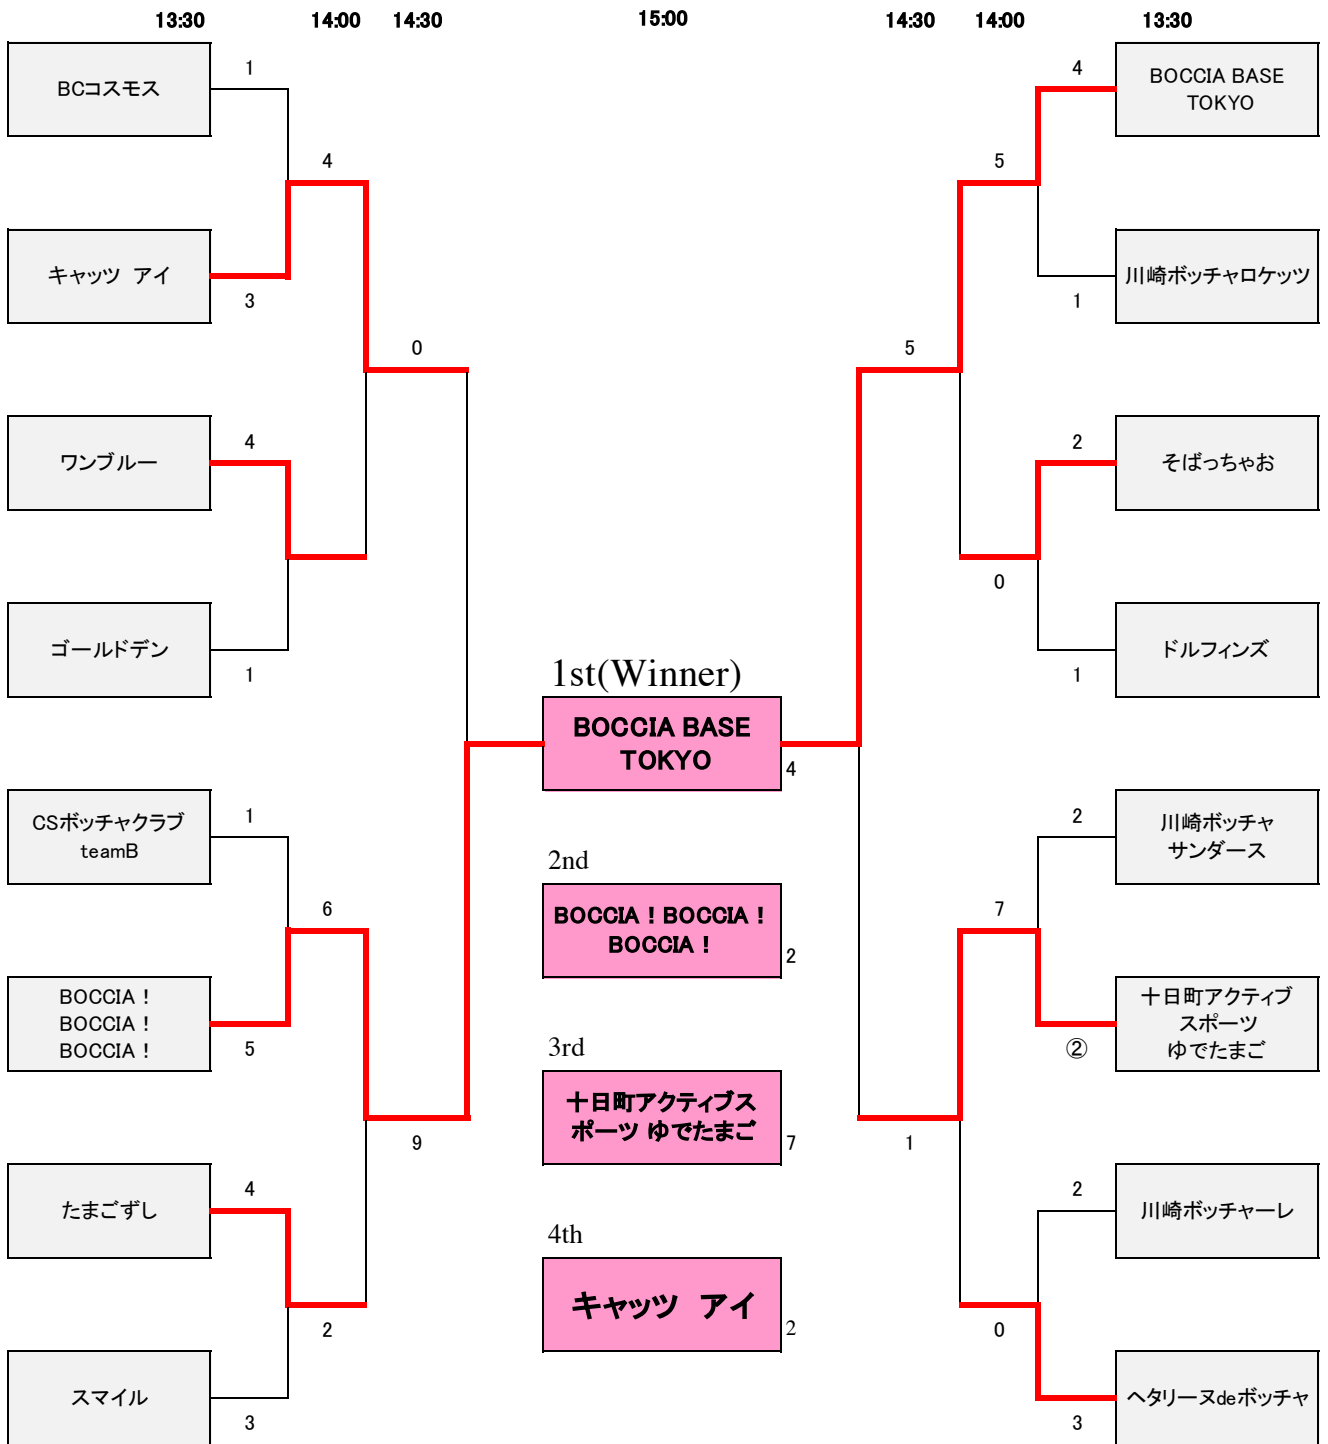 13:30 14:00 14:30 15:00 14:30 14:00 13:30
BCコスモス
1
4
キャッツ アイ
3
0
ワンブルー
4
ゴールドデン
1
CSボッチャクラブ
teamB
1
6
BOCCIA！
BOCCIA！
BOCCIA！
5
9
たまごずし
4
2
スマイル
3
1st(Winner)
BOCCIA BASE
TOKYO
4
2nd
BOCCIA！BOCCIA！
BOCCIA！
2
3rd
十日町アクティブス
ポーツ ゆでたまご
7
4th
キャッツ アイ
2
4
BOCCIA BASE
TOKYO
5
川崎ボッチャロケッツ
1
5
2
そばっちゃお
0
ドルフィンズ
1
2
川崎ボッチャ
サンダース
7
十日町アクティブ
スポーツ
ゆでたまご
②
1
2
川崎ボッチャーレ
0
ヘタリーヌdeボッチャ
3